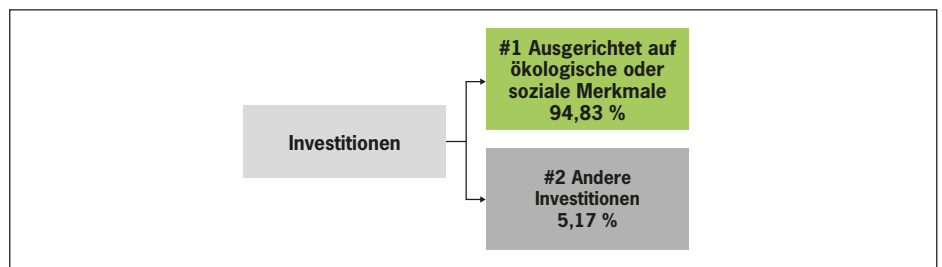 #1 Ausgerichtet auf
ökologische oder
soziale Merkmale
94,83 %
Investitionen
#2 Andere
Investitionen
5,17 %